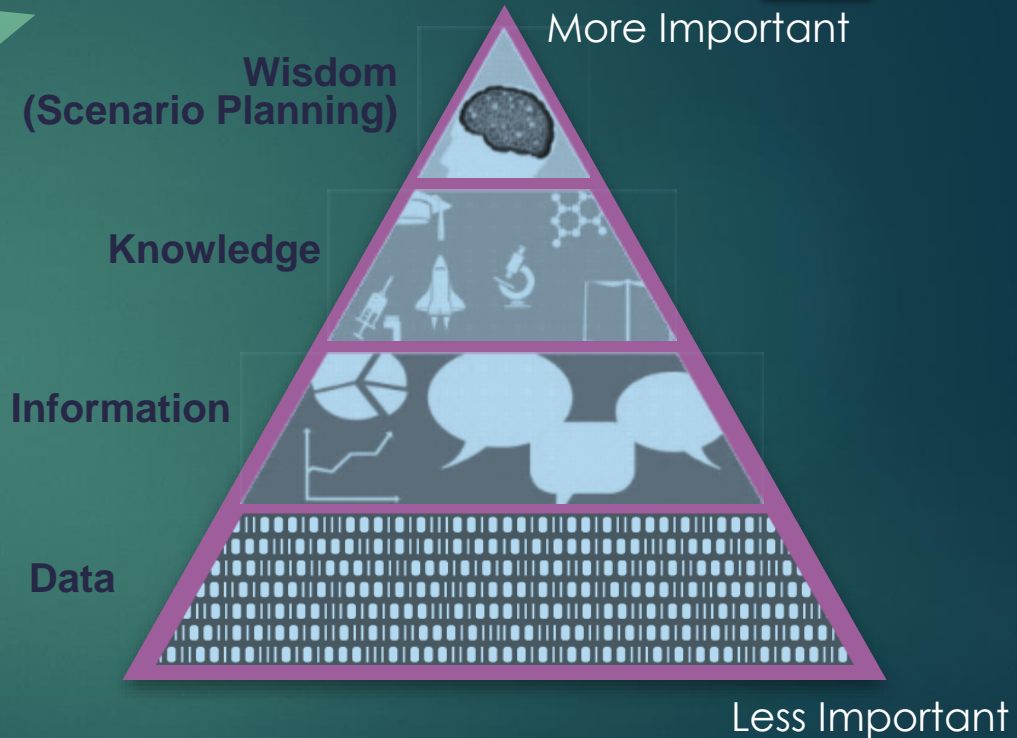 More Important
Wisdom
(Scenario Planning)
Knowledge
Information
Data
Less Important